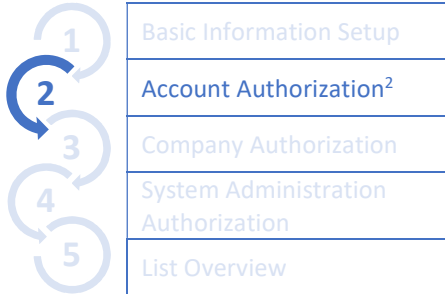 1 Basic Information Setup
2 Account Authorization²
3 Company Authorization
4 System Administration
Authorization
5 List Overview